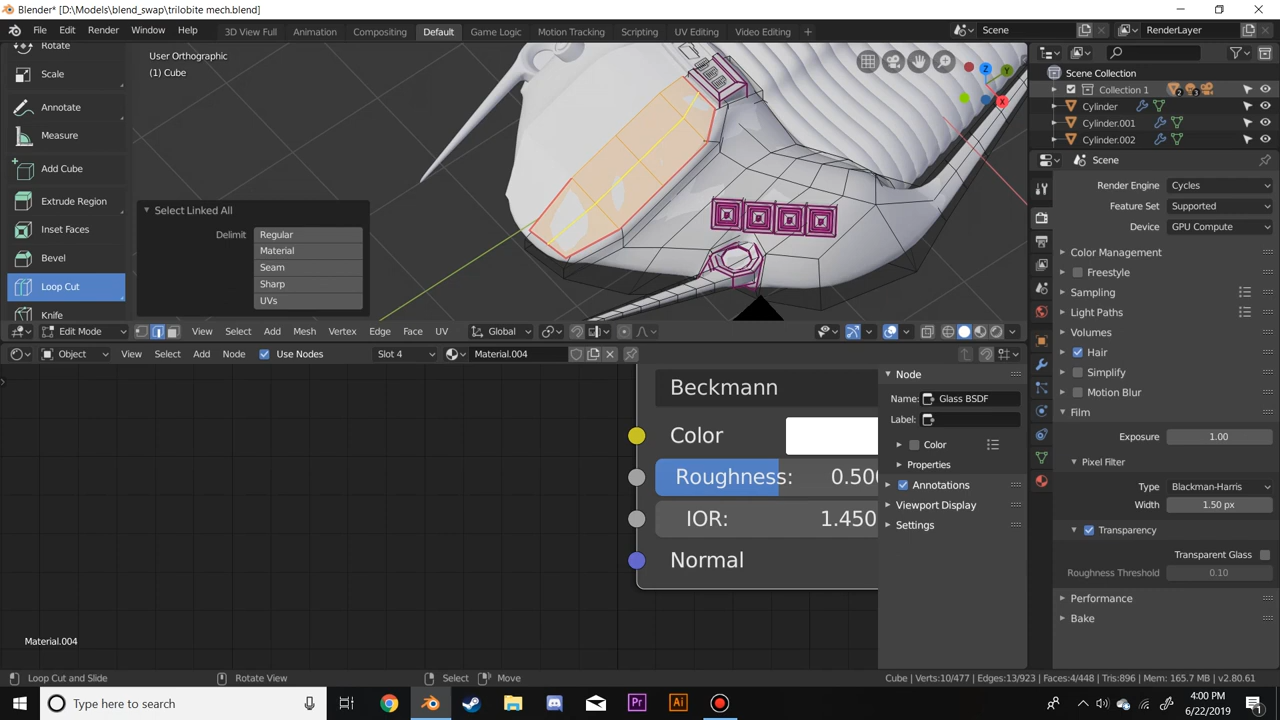 Blender* [D:\Models\blend_swap\trilobite mech.blend]
File Edit Render Window Help 3D View Full Animation Compositing Default Game Logic Motion Tracking Scripting UV Editing Video Editing + Scene RenderLayer
Rotate
Scale
Annotate
Measure
Add Cube
Extrude Region
Inset Faces
Bevel
Loop Cut
Knife
User Orthographic
(1) Cube
Z
Y
X
Select Linked All
Delimit
Regular
Material
Seam
Sharp
UVs
Edit Mode View Select Add Mesh Vertex Edge Face UV Global
Object View Select Add Node Use Nodes Slot 4 Material.004
Beckmann
Color
Roughness: 0.500
IOR: 1.450
Normal
Material.004
Node
Name: Glass BSDF
Label:
Color
Properties
Annotations
Viewport Display
Settings
Scene Collection
Collection 1 2 3
Cylinder
Cylinder.001
Cylinder.002
Scene
Render Engine Cycles
Feature Set Supported
Device GPU Compute
Color Management
Freestyle
Sampling
Light Paths
Volumes
Hair
Simplify
Motion Blur
Film
Exposure 1.00
Pixel Filter
Type Blackman-Harris
Width 1.50 px
Transparency
Transparent Glass
Roughness Threshold 0.10
Performance
Bake
Loop Cut and Slide Rotate View Select Move Cube | Verts:10/477 | Edges:13/923 | Faces:4/448 | Tris:896 | Mem: 165.7 MB | v2.80.61
Type here to search
Pr
Ai
4:00 PM
6/22/2019
1